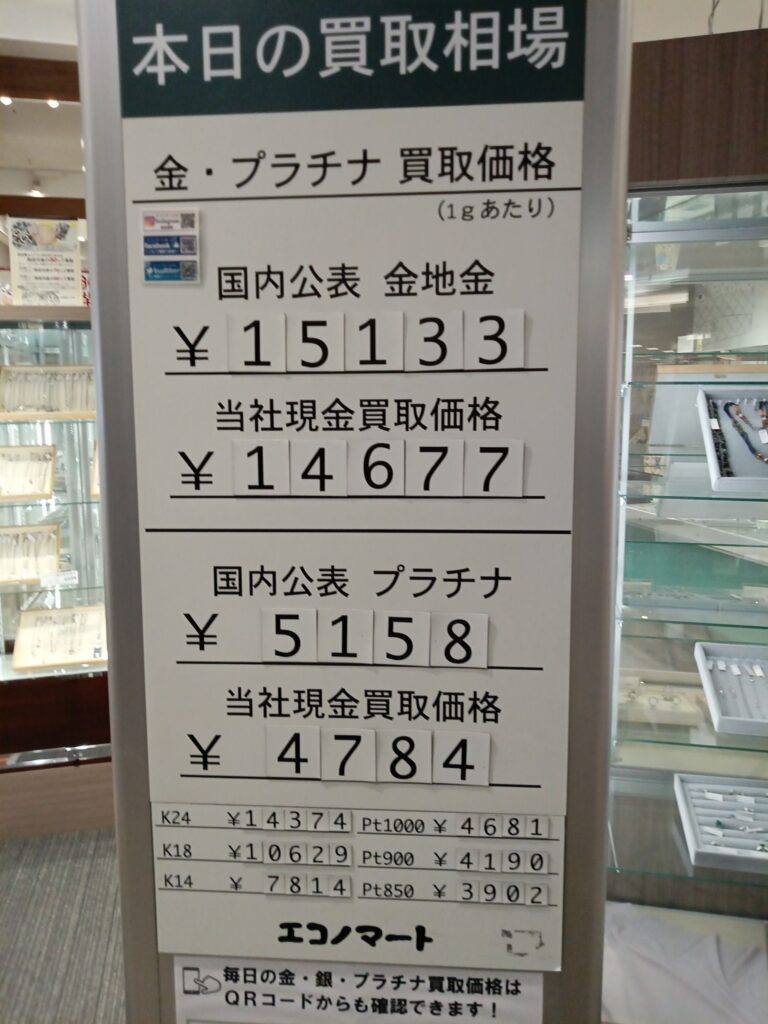 本日の買取相場
金・プラチナ 買取価格
(1gあたり)
国内公表 金地金
¥ 15133
当社現金買取価格
¥ 14677
国内公表 プラチナ
¥ 5158
当社現金買取価格
¥ 4784
K24 ¥14374 Pt1000 ¥ 4681
K18 ¥10629 Pt900 ¥ 4190
K14 ¥ 7814 Pt850 ¥ 3902
エコノマート
毎日の金・銀・プラチナ買取価格は
QRコードからも確認できます!